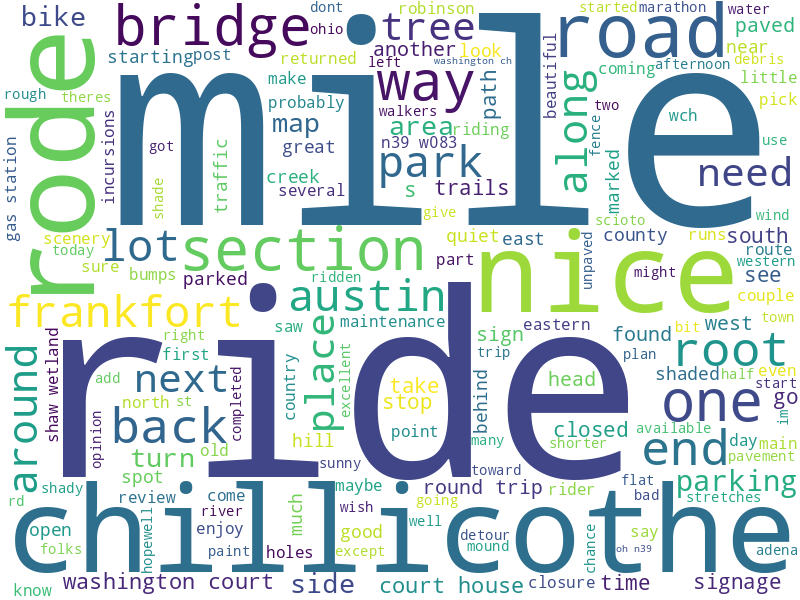 bike
bridge
dont
robinson
started
marathon
water
ohio
tree
road
paved
starting
post
another
look
near
left
washington ch
coming
afternoon
debris
returned
way
beautiful
little
rough
theres
make
path
mile
rode
probably
walkers
along
two
pick
incursions
map
area
riding
wch
gas station
got
great
n39 w083
fence
use
traffic
park
marked
need
shade
creek
several
s
trails
give
scioto
wind
scenery
lot
section
quiet
east
county
runs
south
today
sure
part
nice
unpaved
route
bumps
parked
ridden
might
see
western
frankfort
austin
couple
right
saw
maintenance
sign
eastern
found
west
town
shaw wetland
first
place
country
excellent
trip
bit
plan
root
around
add
next
take
behind
head
shaded
half
even
start
north
st
completed
stop
ride
one
go
im
opinion
back
old
point
closed
available
main
turn
hill
many
shorter
end
day
pavement
spot
sunny
toward
rd
shady
review
come
much
maybe
round trip
rider
flat
parking
bad
stretches
chillicothe
open
hopewell
river
wish
going
enjoy
good
well
detour
chance
say
folks
paint
holes
except
mound
oh n39
adena
know
washington court
side
court house
closure
time
signage